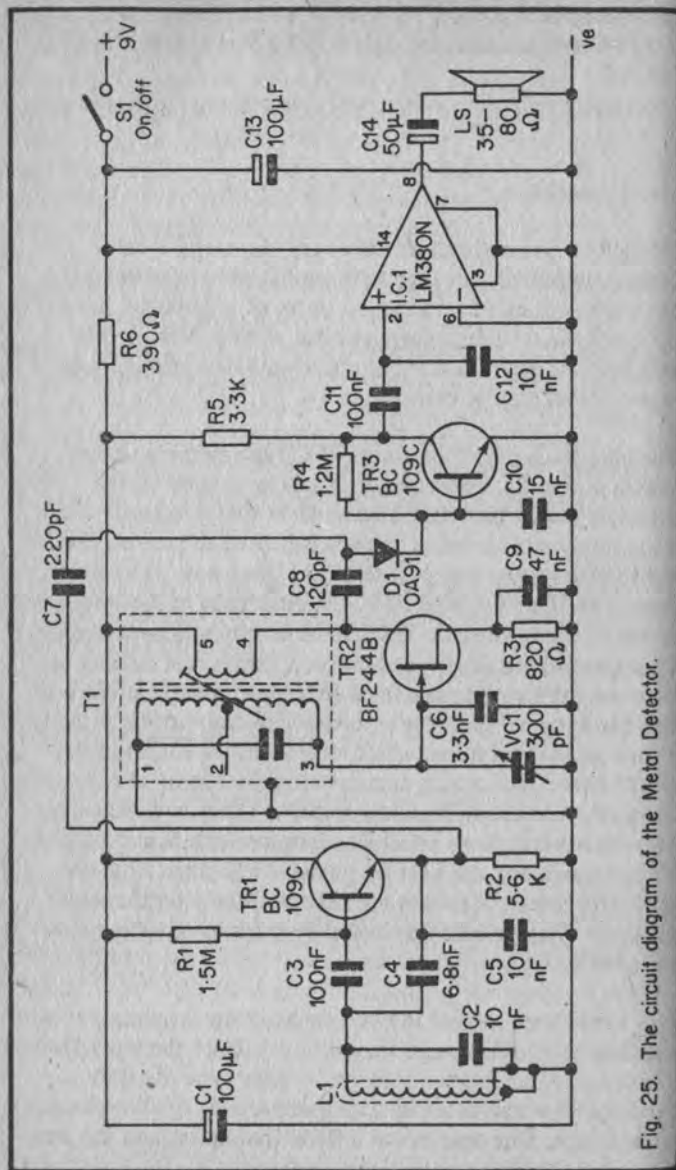 + 9V
S1
On/off
C13
100µF
C14
50µF
LS
35-
80
Ω
-ve
R6
390Ω
14
8
7
3
+
I.C.1
LM380N
-
2
6
C11
100nF
C12
10
nF
R5
3·3K
R4
1·2M
TR3
BC
109C
C10
15
nF
C7
220pF
C8
120pF
D1
OA91
C9
47
nF
T1
1
2
3
5
4
TR2
BF244B
R3
820
Ω
C6
3·3nF
VC1
300
pF
TR1
BC
109C
R1
1·5M
C3
100nF
C4
6·8nF
R2
5·6
K
C5
10
nF
C1
100µF
L1
C2
10
nF
Fig. 25. The circuit diagram of the Metal Detector.